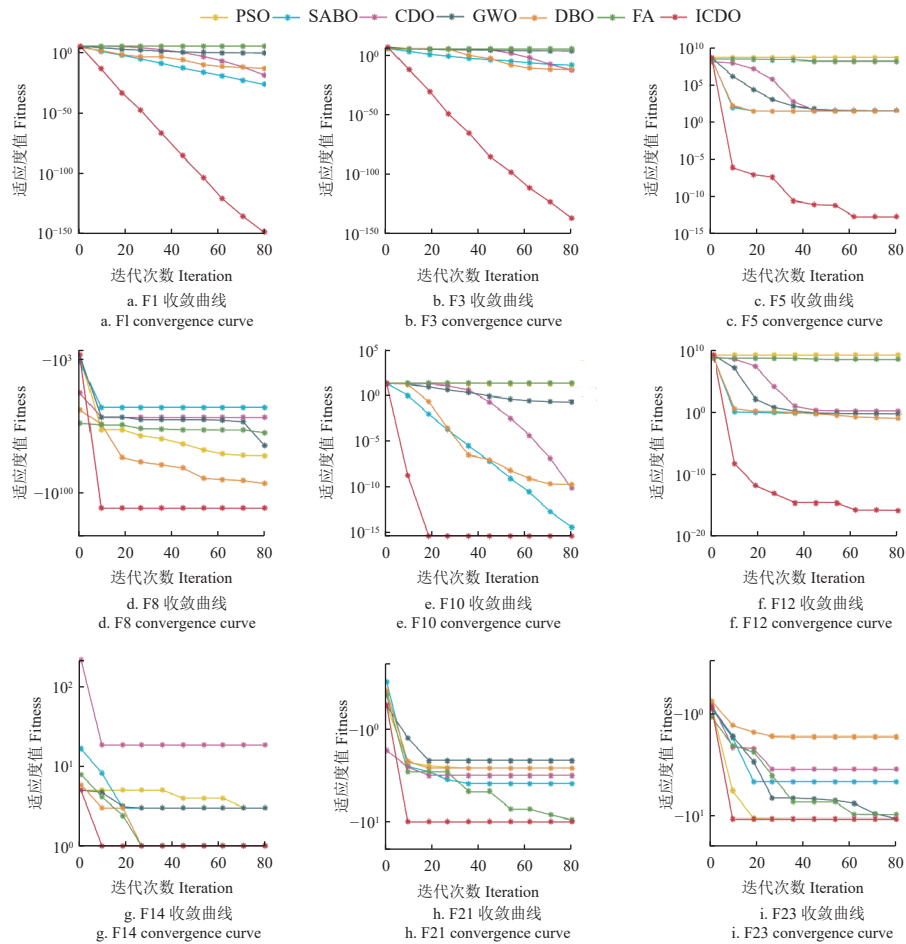 PSO SABO CDO GWO DBO FA ICDO
适应度值 Fitness
10^0
10^−50
10^−100
10^−150
0 20 40 60 80
迭代次数 Iteration
a. F1 收敛曲线
a. Fl convergence curve
适应度值 Fitness
10^0
10^−50
10^−100
10^−150
0 20 40 60 80
迭代次数 Iteration
b. F3 收敛曲线
b. F3 convergence curve
适应度值 Fitness
10^10
10^5
10^0
10^−5
10^−10
10^−15
0 20 40 60 80
迭代次数 Iteration
c. F5 收敛曲线
c. F5 convergence curve
适应度值 Fitness
−10^3
−10^100
0 20 40 60 80
迭代次数 Iteration
d. F8 收敛曲线
d. F8 convergence curve
适应度值 Fitness
10^5
10^0
10^−5
10^−10
10^−15
0 20 40 60 80
迭代次数 Iteration
e. F10 收敛曲线
e. F10 convergence curve
适应度值 Fitness
10^10
10^0
10^−10
10^−20
0 20 40 60 80
迭代次数 Iteration
f. F12 收敛曲线
f. F12 convergence curve
适应度值 Fitness
10^2
10^1
10^0
0 20 40 60 80
迭代次数 Iteration
g. F14 收敛曲线
g. F14 convergence curve
适应度值 Fitness
−10^0
−10^1
0 20 40 60 80
迭代次数 Iteration
h. F21 收敛曲线
h. F21 convergence curve
适应度值 Fitness
−10^0
−10^1
0 20 40 60 80
迭代次数 Iteration
i. F23 收敛曲线
i. F23 convergence curve